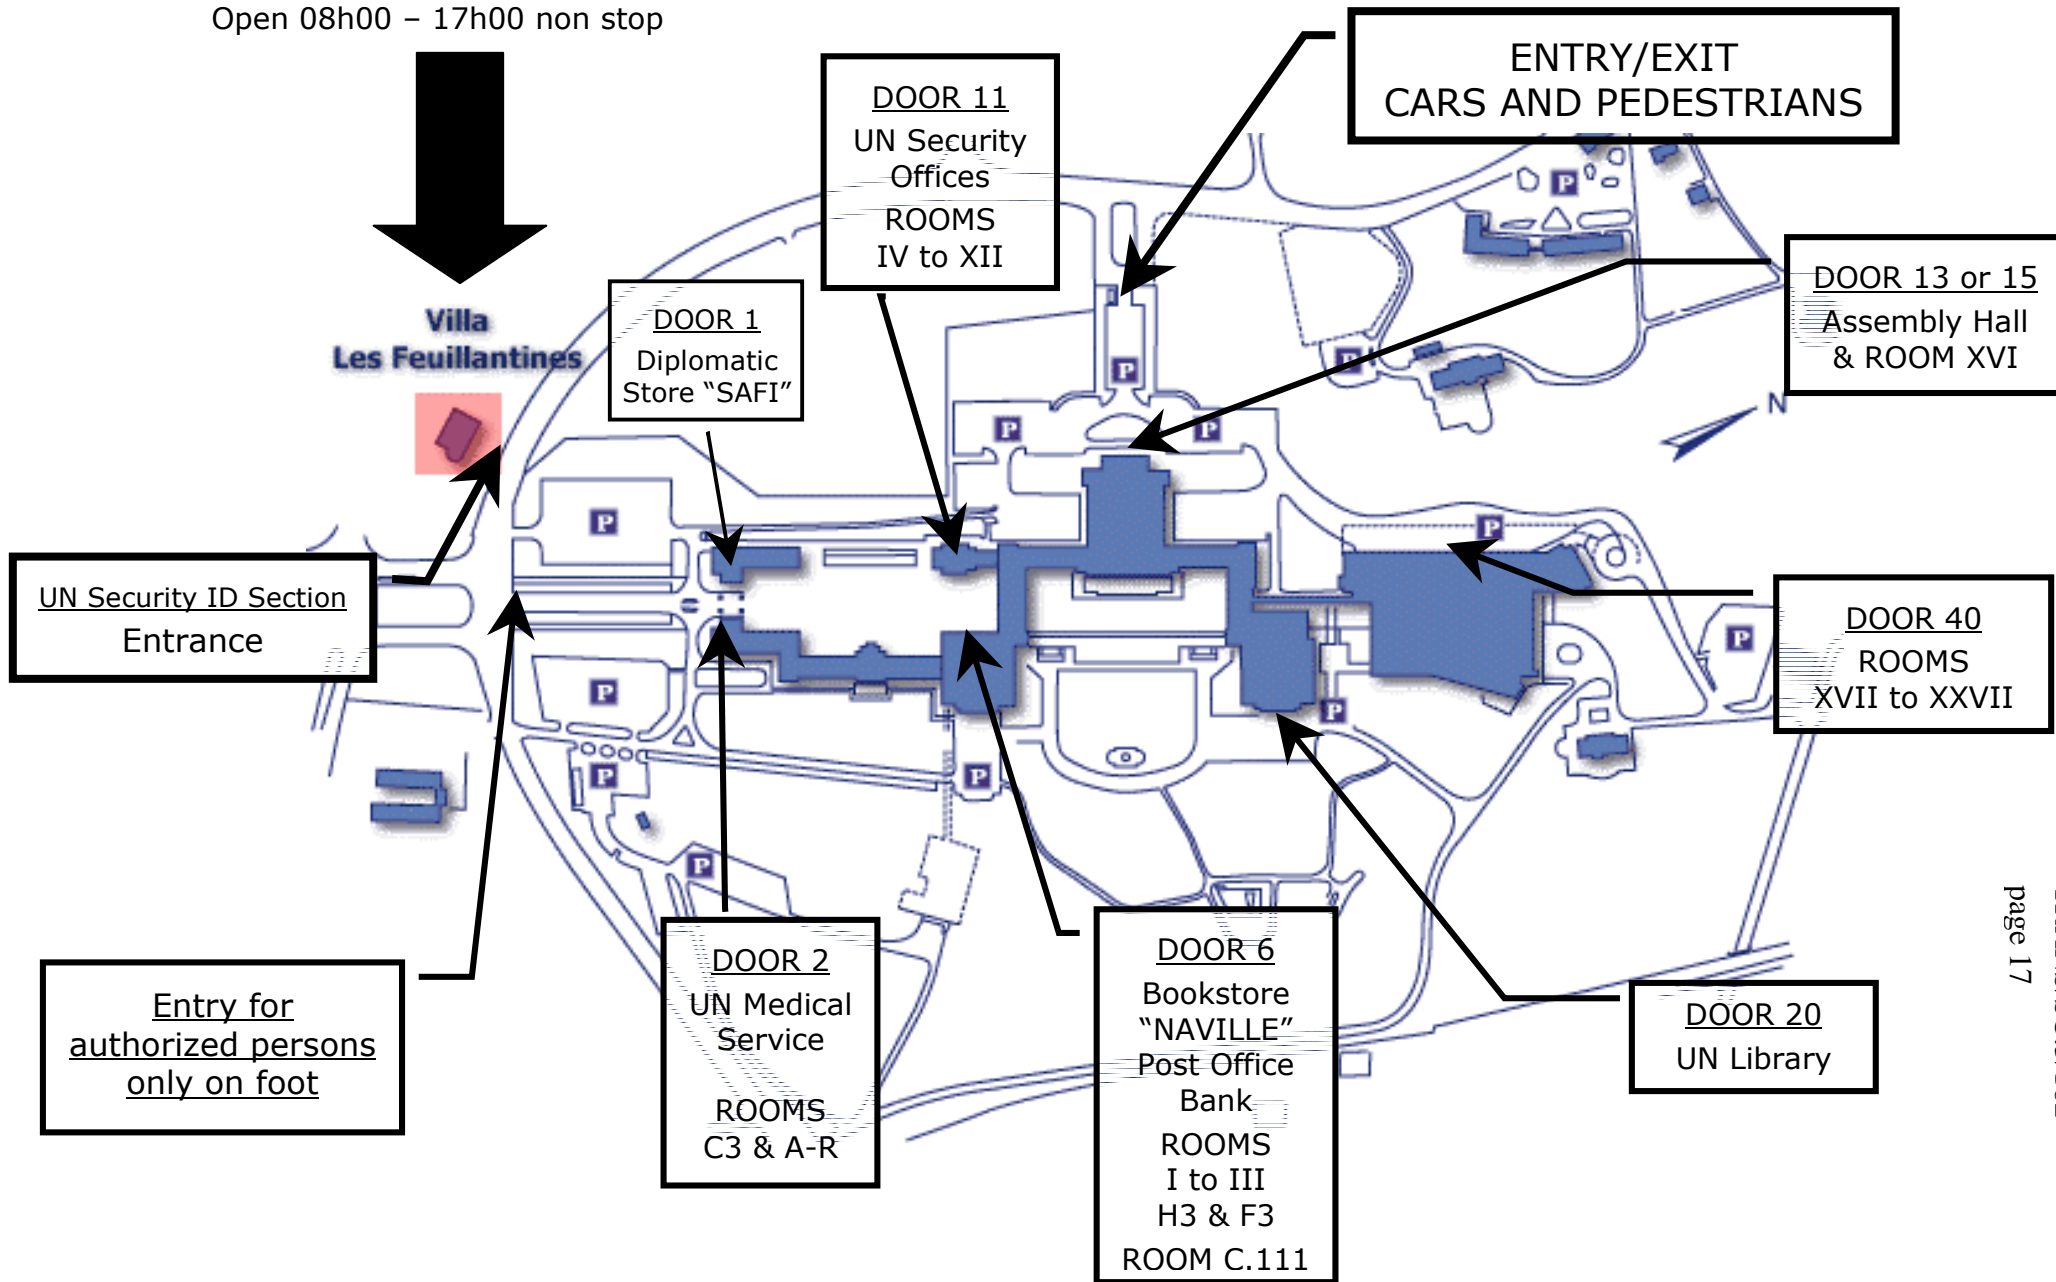 Open 08h00 – 17h00 non stop
ENTRY/EXIT
CARS AND PEDESTRIANS
DOOR 11
UN Security
Offices
ROOMS
IV to XII
DOOR 13 or 15
Assembly Hall
& ROOM XVI
DOOR 1
Diplomatic
Store “SAFI”
Villa
Les Feuillantines
P
P
P
P
P
N
P
P
UN Security ID Section
Entrance
DOOR 40
ROOMS
XVII to XXVII
P
P
P
P
P
P
page 17
DOOR 2
UN Medical
Service
ROOMS
C3 & A-R
DOOR 6
Bookstore
“NAVILLE”
Post Office
Bank
ROOMS
I to III
H3 & F3
ROOM C.111
Entry for
authorized persons
only on foot
DOOR 20
UN Library